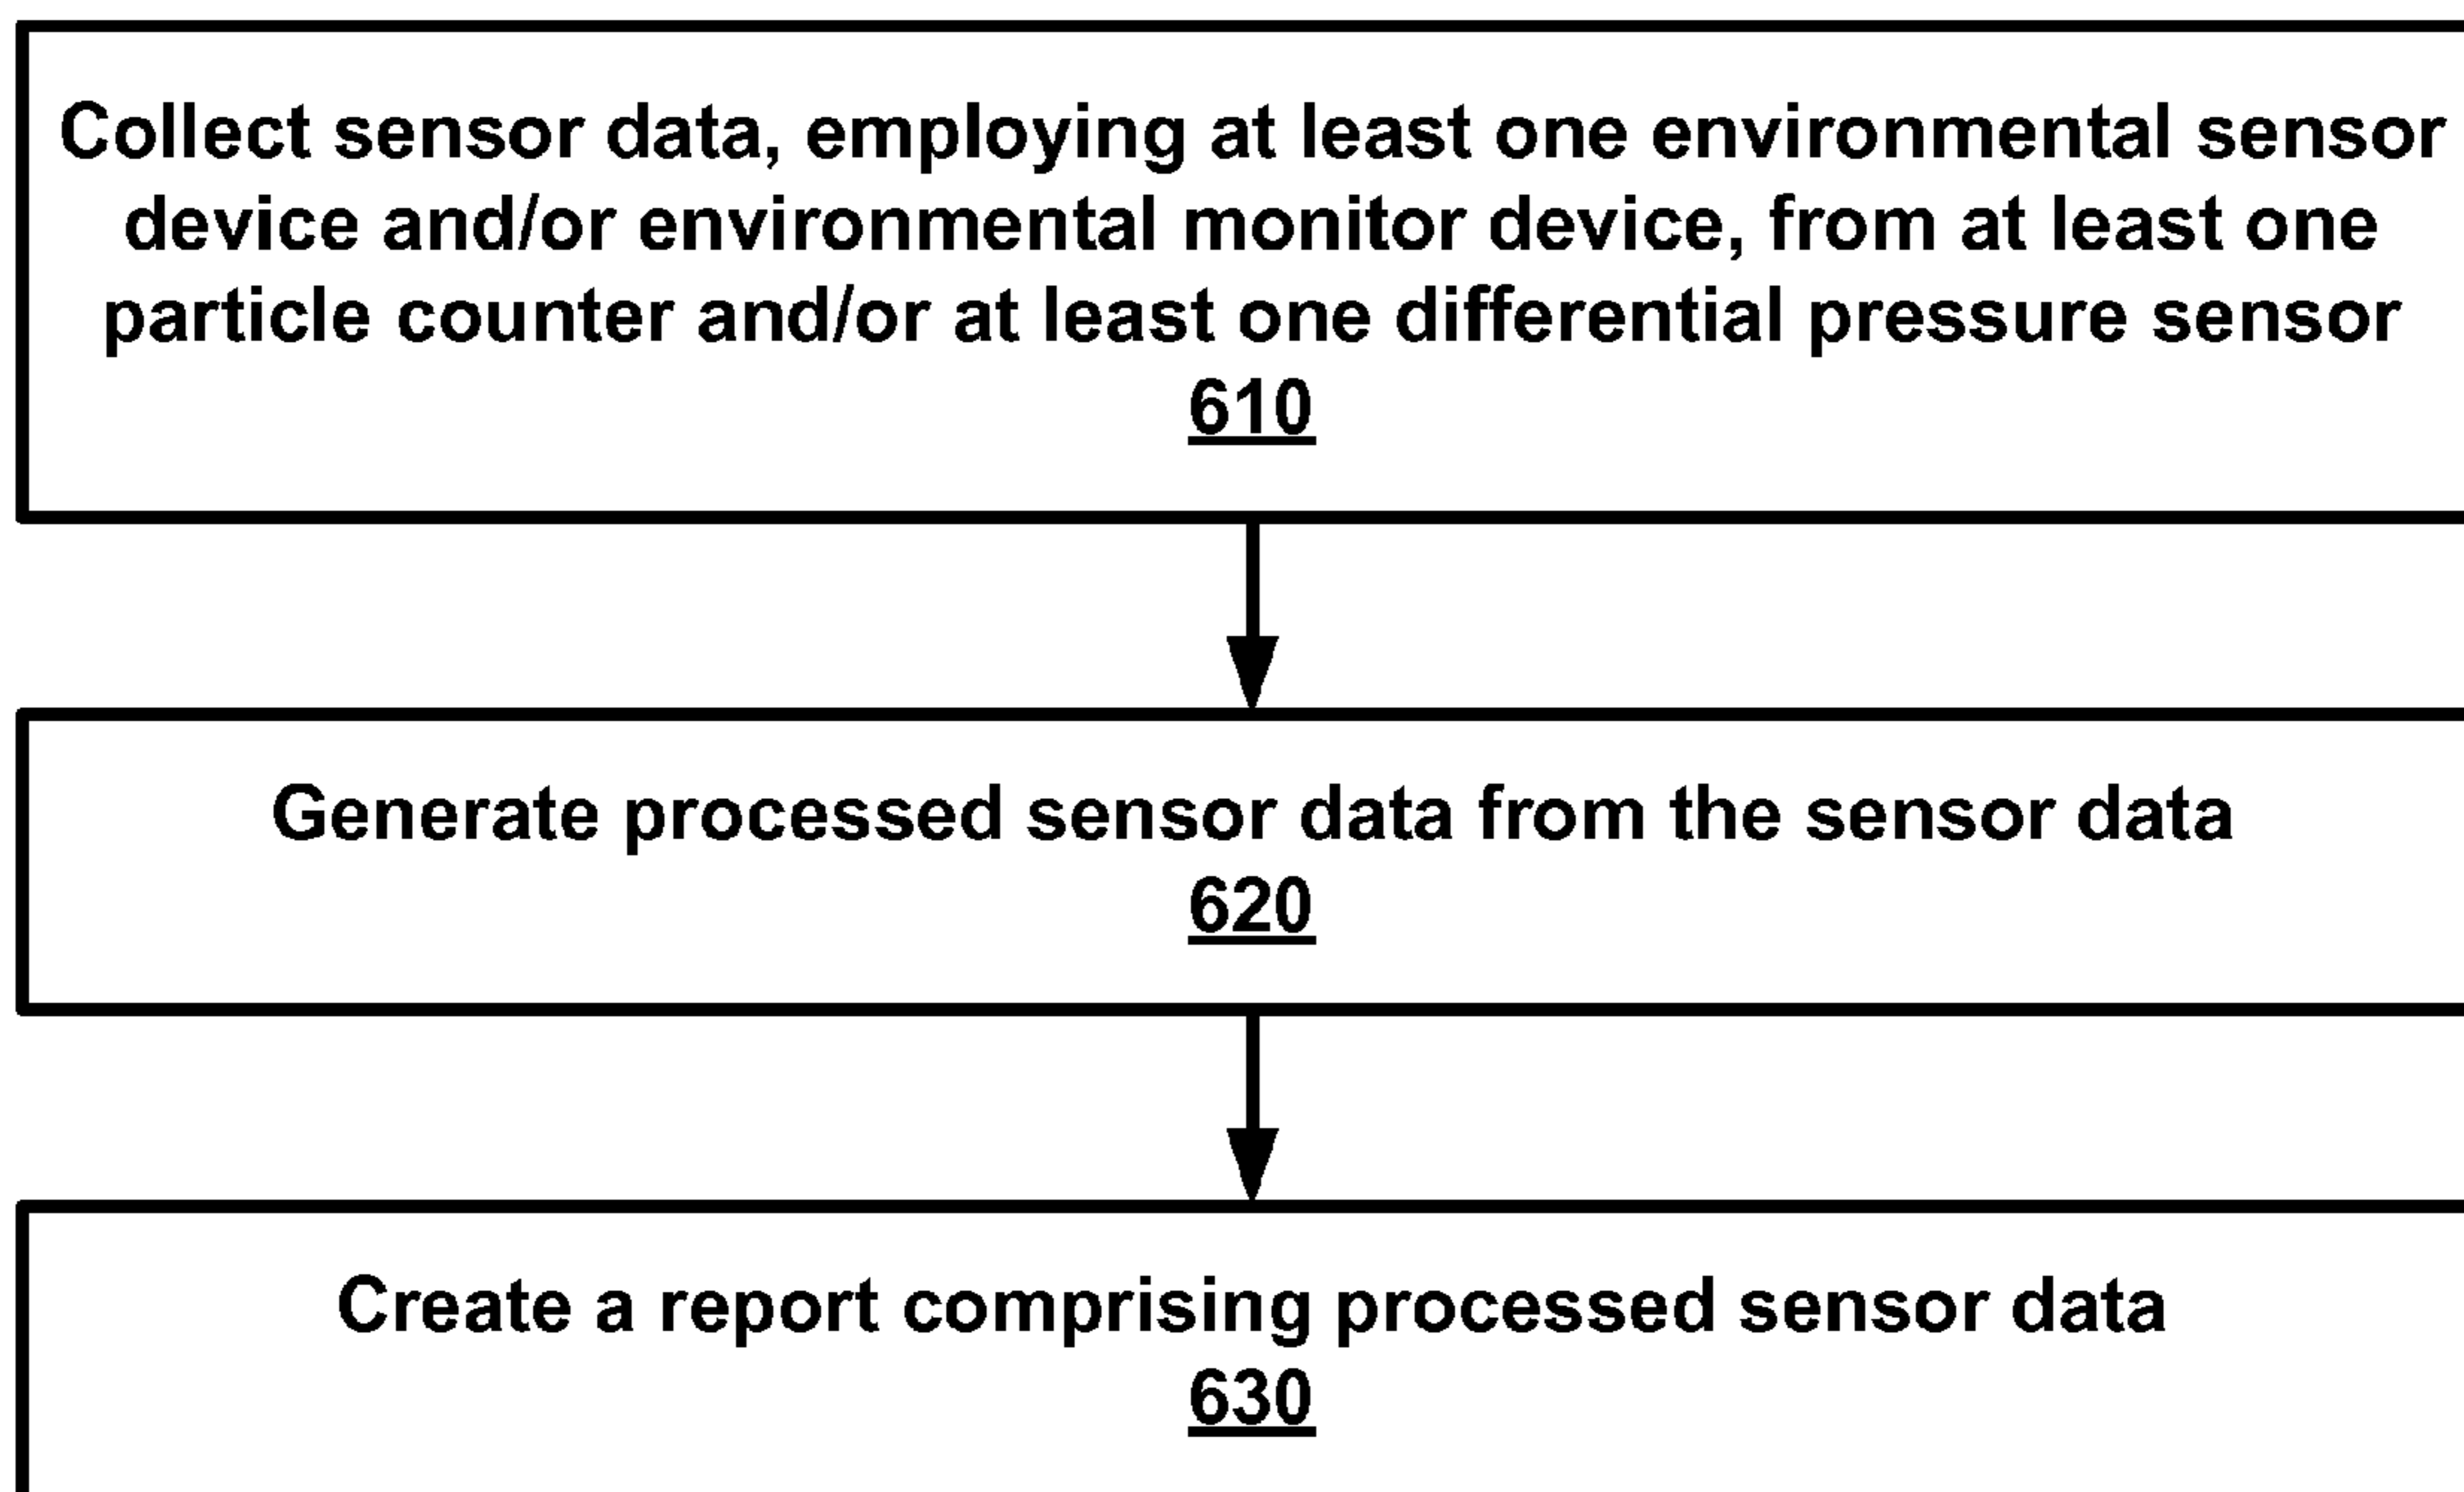 Collect sensor data, employing at least one environmental sensor
device and/or environmental monitor device, from at least one
particle counter and/or at least one differential pressure sensor
610
Generate processed sensor data from the sensor data
620
Create a report comprising processed sensor data
630